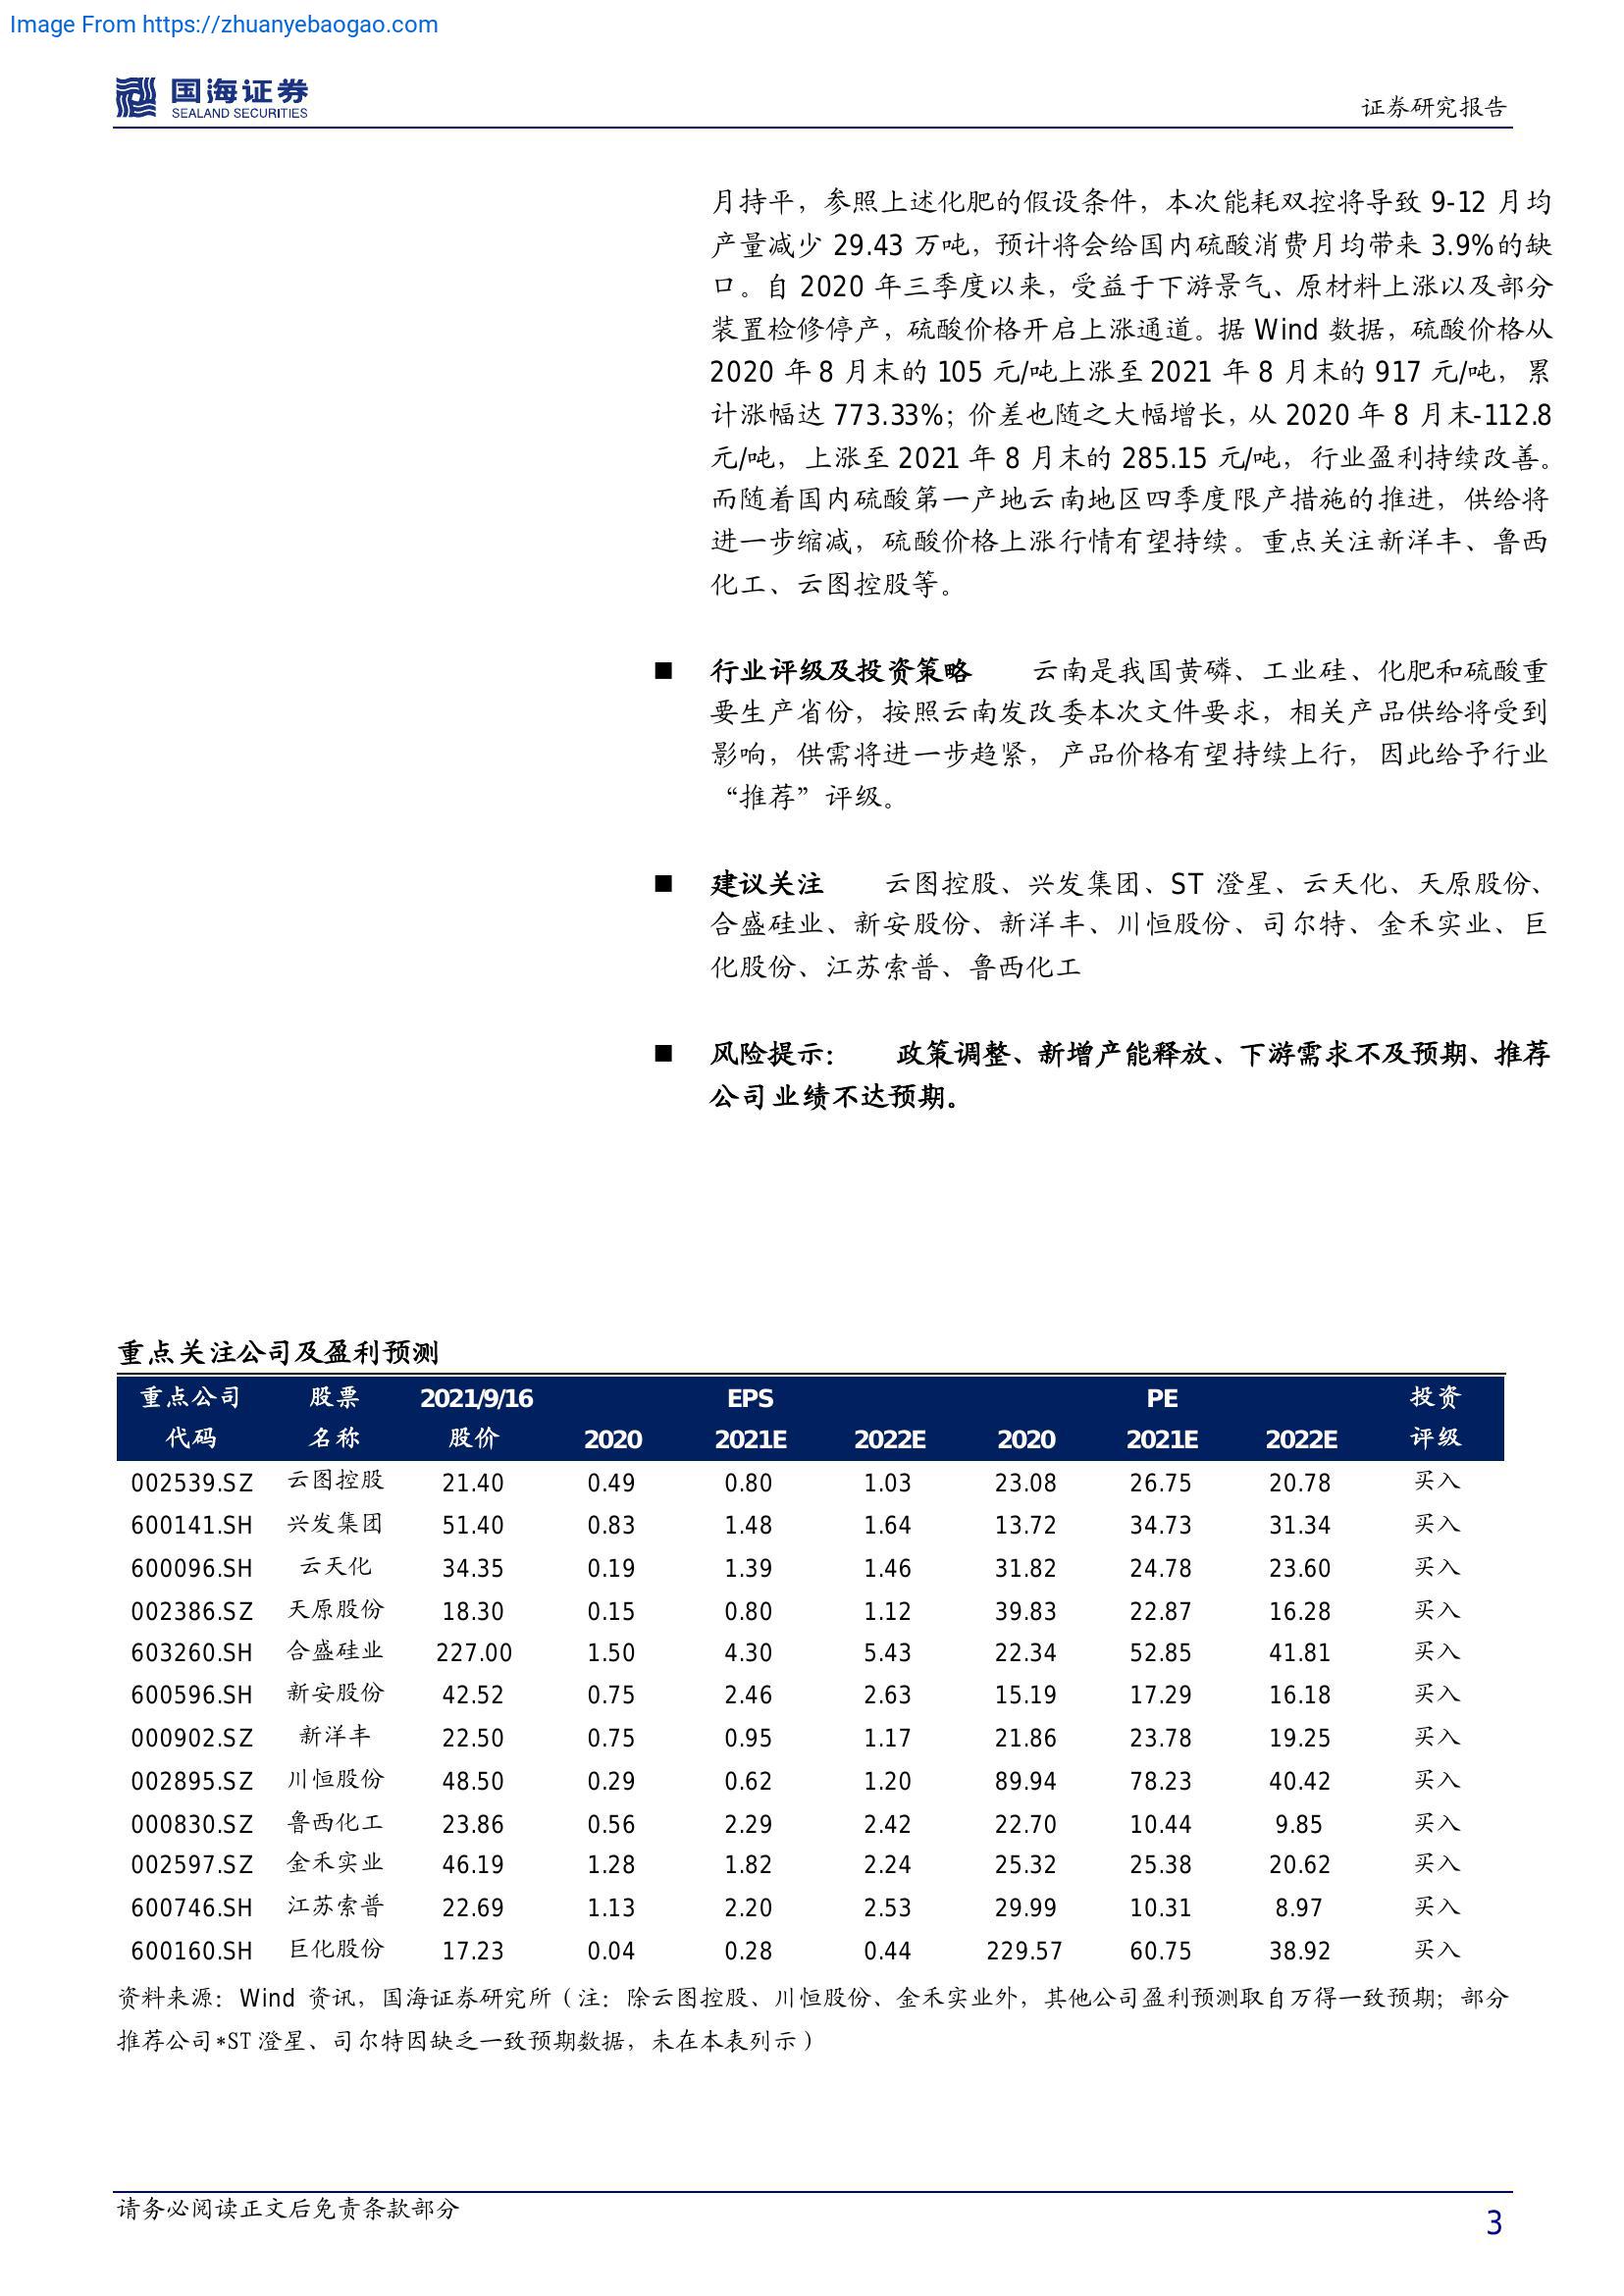 Image From https://zhuanyebaogao.com
国海证券
SEALAND SECURITIES
证券研究报告
月持平，参照上述化肥的假设条件，本次能耗双控将导致 9-12 月均
产量减少 29.43 万吨，预计将会给国内硫酸消费月均带来 3.9%的缺
口。自 2020 年三季度以来，受益于下游景气、原材料上涨以及部分
装置检修停产，硫酸价格开启上涨通道。据 Wind 数据，硫酸价格从
2020 年 8 月末的 105 元/吨上涨至 2021 年 8 月末的 917 元/吨，累
计涨幅达 773.33%；价差也随之大幅增长，从 2020 年 8 月末-112.8
元/吨，上涨至 2021 年 8 月末的 285.15 元/吨，行业盈利持续改善。
而随着国内硫酸第一产地云南地区四季度限产措施的推进，供给将
进一步缩减，硫酸价格上涨行情有望持续。重点关注新洋丰、鲁西
化工、云图控股等。
■ 行业评级及投资策略 云南是我国黄磷、工业硅、化肥和硫酸重
要生产省份，按照云南发改委本次文件要求，相关产品供给将受到
影响，供需将进一步趋紧，产品价格有望持续上行，因此给予行业
“推荐”评级。
■ 建议关注 云图控股、兴发集团、ST 澄星、云天化、天原股份、
合盛硅业、新安股份、新洋丰、川恒股份、司尔特、金禾实业、巨
化股份、江苏索普、鲁西化工
■ 风险提示： 政策调整、新增产能释放、下游需求不及预期、推荐
公司业绩不达预期。
重点关注公司及盈利预测
重点公司 股票 2021/9/16 EPS PE 投资
代码 名称 股价 2020 2021E 2022E 2020 2021E 2022E 评级
002539.SZ 云图控股 21.40 0.49 0.80 1.03 23.08 26.75 20.78 买入
600141.SH 兴发集团 51.40 0.83 1.48 1.64 13.72 34.73 31.34 买入
600096.SH 云天化 34.35 0.19 1.39 1.46 31.82 24.78 23.60 买入
002386.SZ 天原股份 18.30 0.15 0.80 1.12 39.83 22.87 16.28 买入
603260.SH 合盛硅业 227.00 1.50 4.30 5.43 22.34 52.85 41.81 买入
600596.SH 新安股份 42.52 0.75 2.46 2.63 15.19 17.29 16.18 买入
000902.SZ 新洋丰 22.50 0.75 0.95 1.17 21.86 23.78 19.25 买入
002895.SZ 川恒股份 48.50 0.29 0.62 1.20 89.94 78.23 40.42 买入
000830.SZ 鲁西化工 23.86 0.56 2.29 2.42 22.70 10.44 9.85 买入
002597.SZ 金禾实业 46.19 1.28 1.82 2.24 25.32 25.38 20.62 买入
600746.SH 江苏索普 22.69 1.13 2.20 2.53 29.99 10.31 8.97 买入
600160.SH 巨化股份 17.23 0.04 0.28 0.44 229.57 60.75 38.92 买入
资料来源：Wind 资讯，国海证券研究所（注：除云图控股、川恒股份、金禾实业外，其他公司盈利预测取自万得一致预期；部分
推荐公司*ST 澄星、司尔特因缺乏一致预期数据，未在本表列示）
请务必阅读正文后免责条款部分
3